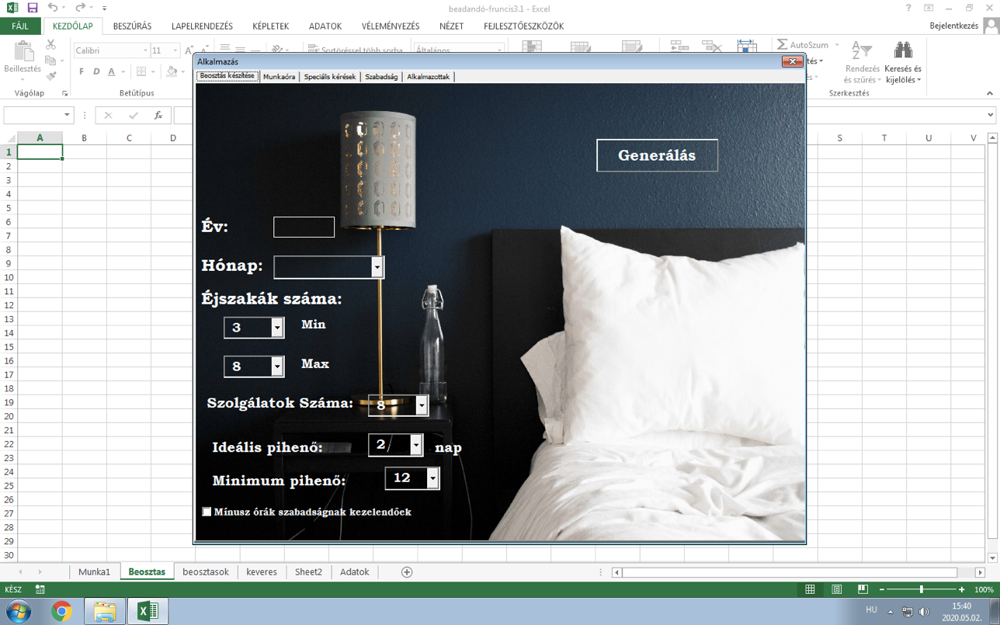 beadandó-fruncis3.1 - Excel
FÁJL KEZDŐLAP BESZÚRÁS LAPELRENDEZÉS KÉPLETEK ADATOK VÉLEMÉNYEZÉS NÉZET FEJLESZTŐESZKÖZÖK Bejelentkezés
Calibri 11 Sortöréssel több sorba Általános AutoSzum
Beillesztés
F D A
Rendezés és szűrés
Keresés és kijelölés
Vágólap Betűtípus Szerkesztés
fx
A B C D S T U V
1
2
3
4
5
6
7
8
9
10
11
12
13
14
15
16
17
18
19
20
21
22
23
24
25
26
27
28
29
30
Alkalmazás
Beosztás készítése Munkaóra Speciális kérések Szabadság Alkalmazottak
Generálás
Év:
Hónap:
Éjszakák száma:
3 Min
8 Max
Szolgálatok Száma: 8
Ideális pihenő: 2 nap
Minimum pihenő: 12
Mínusz órák szabadságnak kezelendőek
Munka1 Beosztas beosztasok keveres Sheet2 Adatok
KÉSZ 100%
HU 15:40
2020.05.02.